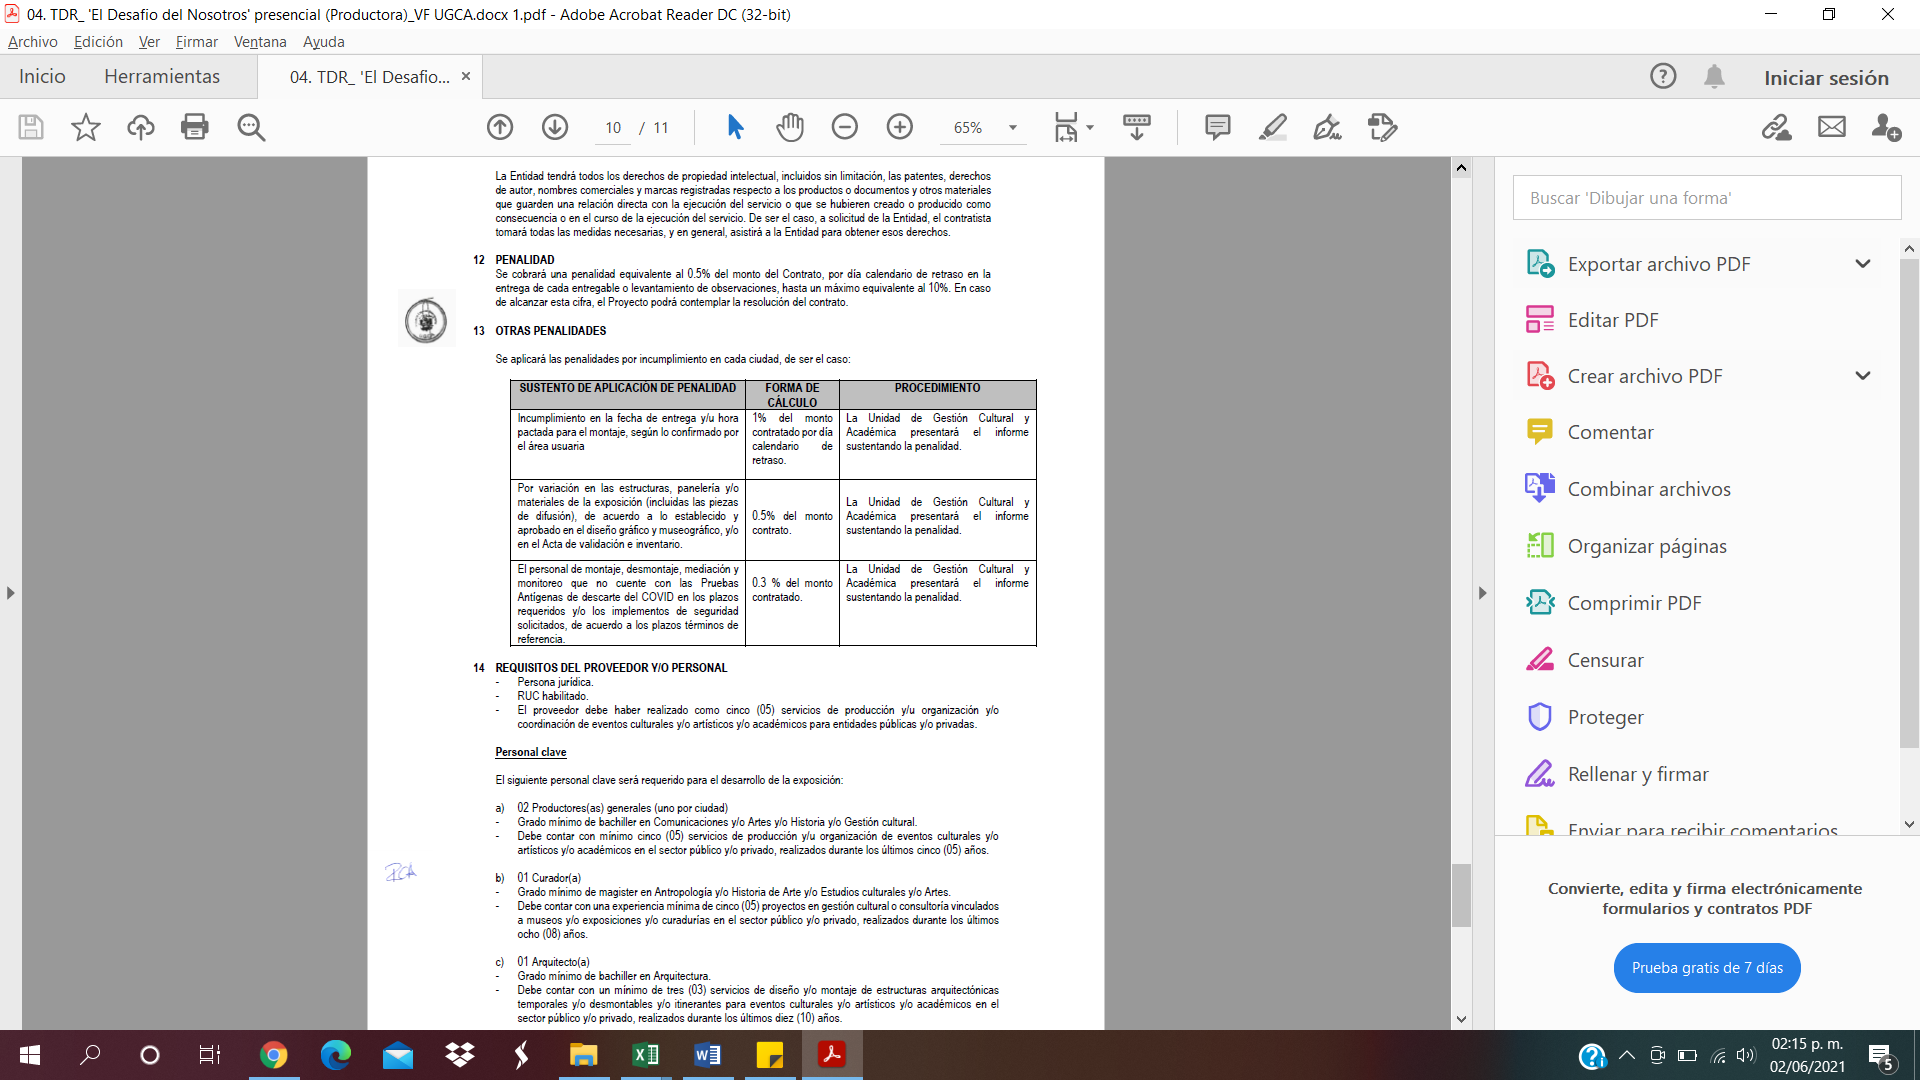 04. TDR_ 'El Desafío del Nosotros' presencial (Productora)_VF UGCA.docx 1.pdf - Adobe Acrobat Reader DC (32-bit)
Archivo Edición Ver Firmar Ventana Ayuda
Inicio Herramientas 04. TDR_ 'El Desafio... × Iniciar sesión
10 / 11 65%
La Entidad tendrá todos los derechos de propiedad intelectual, incluidos sin limitación, las patentes, derechos
de autor, nombres comerciales y marcas registradas respecto a los productos o documentos y otros materiales
que guarden una relación directa con la ejecución del servicio o que se hubieren creado o producido como
consecuencia o en el curso de la ejecución del servicio. De ser el caso, a solicitud de la Entidad, el contratista
tomará todas las medidas necesarias, y en general, asistirá a la Entidad para obtener esos derechos.
12 PENALIDAD
Se cobrará una penalidad equivalente al 0.5% del monto del Contrato, por día calendario de retraso en la
entrega de cada entregable o levantamiento de observaciones, hasta un máximo equivalente al 10%. En caso
de alcanzar esta cifra, el Proyecto podrá contemplar la resolución del contrato.
13 OTRAS PENALIDADES
Se aplicará las penalidades por incumplimiento en cada ciudad, de ser el caso:
SUSTENTO DE APLICACIÓN DE PENALIDAD
FORMA DE
CÁLCULO
PROCEDIMIENTO
Incumplimiento en la fecha de entrega y/u hora
pactada para el montaje, según lo confirmado por
el área usuaria
1% del monto
contratado por día
calendario de
retraso.
La Unidad de Gestión Cultural y
Académica presentará el informe
sustentando la penalidad.
Por variación en las estructuras, panelería y/o
materiales de la exposición (incluidas las piezas
de difusión), de acuerdo a lo establecido y
aprobado en el diseño gráfico y museográfico, y/o
en el Acta de validación e inventario.
0.5% del monto
contrato.
La Unidad de Gestión Cultural y
Académica presentará el informe
sustentando la penalidad.
El personal de montaje, desmontaje, mediación y
monitoreo que no cuente con las Pruebas
Antígenas de descarte del COVID en los plazos
requeridos y/o los implementos de seguridad
solicitados, de acuerdo a los plazos términos de
referencia.
0.3 % del monto
contratado.
La Unidad de Gestión Cultural y
Académica presentará el informe
sustentando la penalidad.
14 REQUISITOS DEL PROVEEDOR Y/O PERSONAL
- Persona jurídica.
- RUC habilitado.
- El proveedor debe haber realizado como cinco (05) servicios de producción y/u organización y/o
coordinación de eventos culturales y/o artísticos y/o académicos para entidades públicas y/o privadas.
Personal clave
El siguiente personal clave será requerido para el desarrollo de la exposición:
a) 02 Productores(as) generales (uno por ciudad)
- Grado mínimo de bachiller en Comunicaciones y/o Artes y/o Historia y/o Gestión cultural.
- Debe contar con mínimo cinco (05) servicios de producción y/u organización de eventos culturales y/o
artísticos y/o académicos en el sector público y/o privado, realizados durante los últimos cinco (05) años.
b) 01 Curador(a)
- Grado mínimo de magister en Antropología y/o Historia de Arte y/o Estudios culturales y/o Artes.
- Debe contar con una experiencia mínima de cinco (05) proyectos en gestión cultural o consultoría vinculados
a museos y/o exposiciones y/o curadurías en el sector público y/o privado, realizados durante los últimos
ocho (08) años.
c) 01 Arquitecto(a)
- Grado mínimo de bachiller en Arquitectura.
- Debe contar con un mínimo de tres (03) servicios de diseño y/o montaje de estructuras arquitectónicas
temporales y/o desmontables y/o itinerantes para eventos culturales y/o artísticos y/o académicos en el
sector público y/o privado, realizados durante los últimos diez (10) años.
Buscar 'Dibujar una forma'
Exportar archivo PDF
Editar PDF
Crear archivo PDF
Comentar
Combinar archivos
Organizar páginas
Comprimir PDF
Censurar
Proteger
Rellenar y firmar
Enviar para recibir comentarios
Convierte, edita y firma electrónicamente
formularios y contratos PDF
Prueba gratis de 7 días
02:15 p. m.
02/06/2021
5